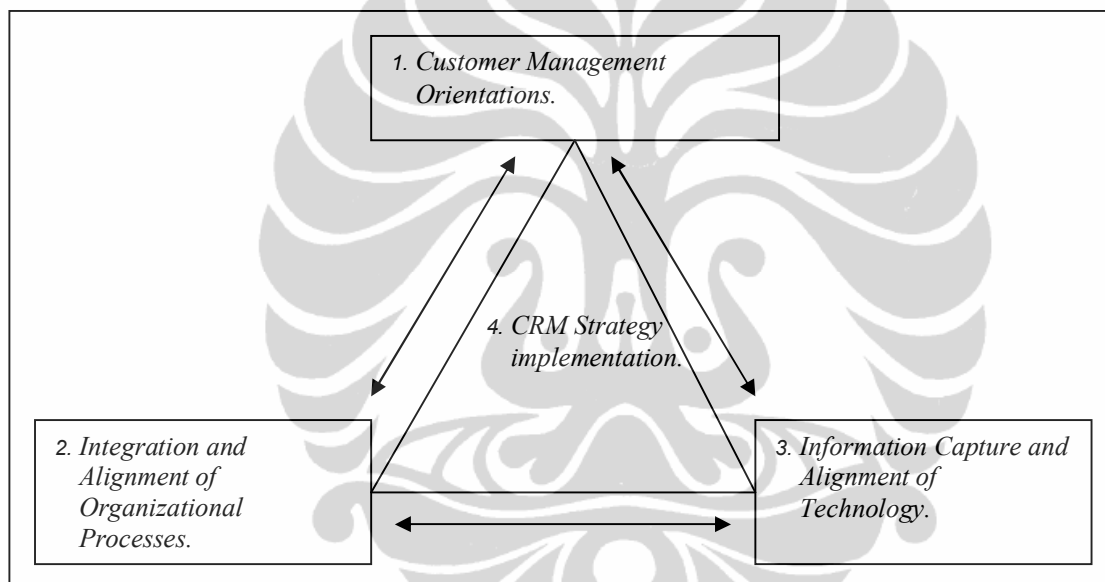 1. Customer Management
Orientations.
4. CRM Strategy
implementation.
2. Integration and
Alignment of
Organizational
Processes.
3. Information Capture and
Alignment of
Technology.